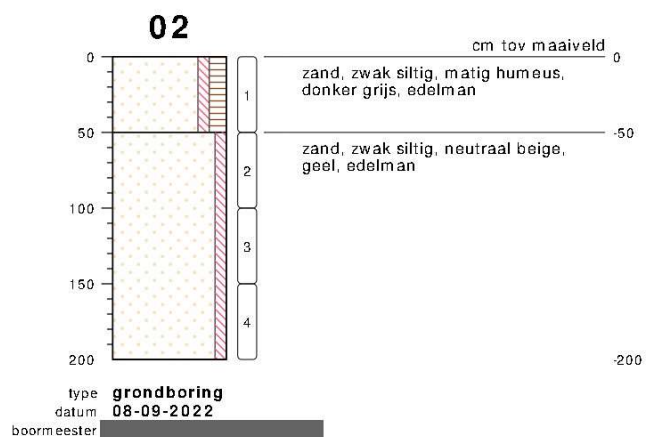 02
cm tov maaiveld
0
0
zand, zwak siltig, matig humeus,
donker grijs, edelman
1
50
-50
zand, zwak siltig, neutraal beige,
geel, edelman
2
100
3
150
4
200
-200
type grondboring
datum 08-09-2022
boormeester